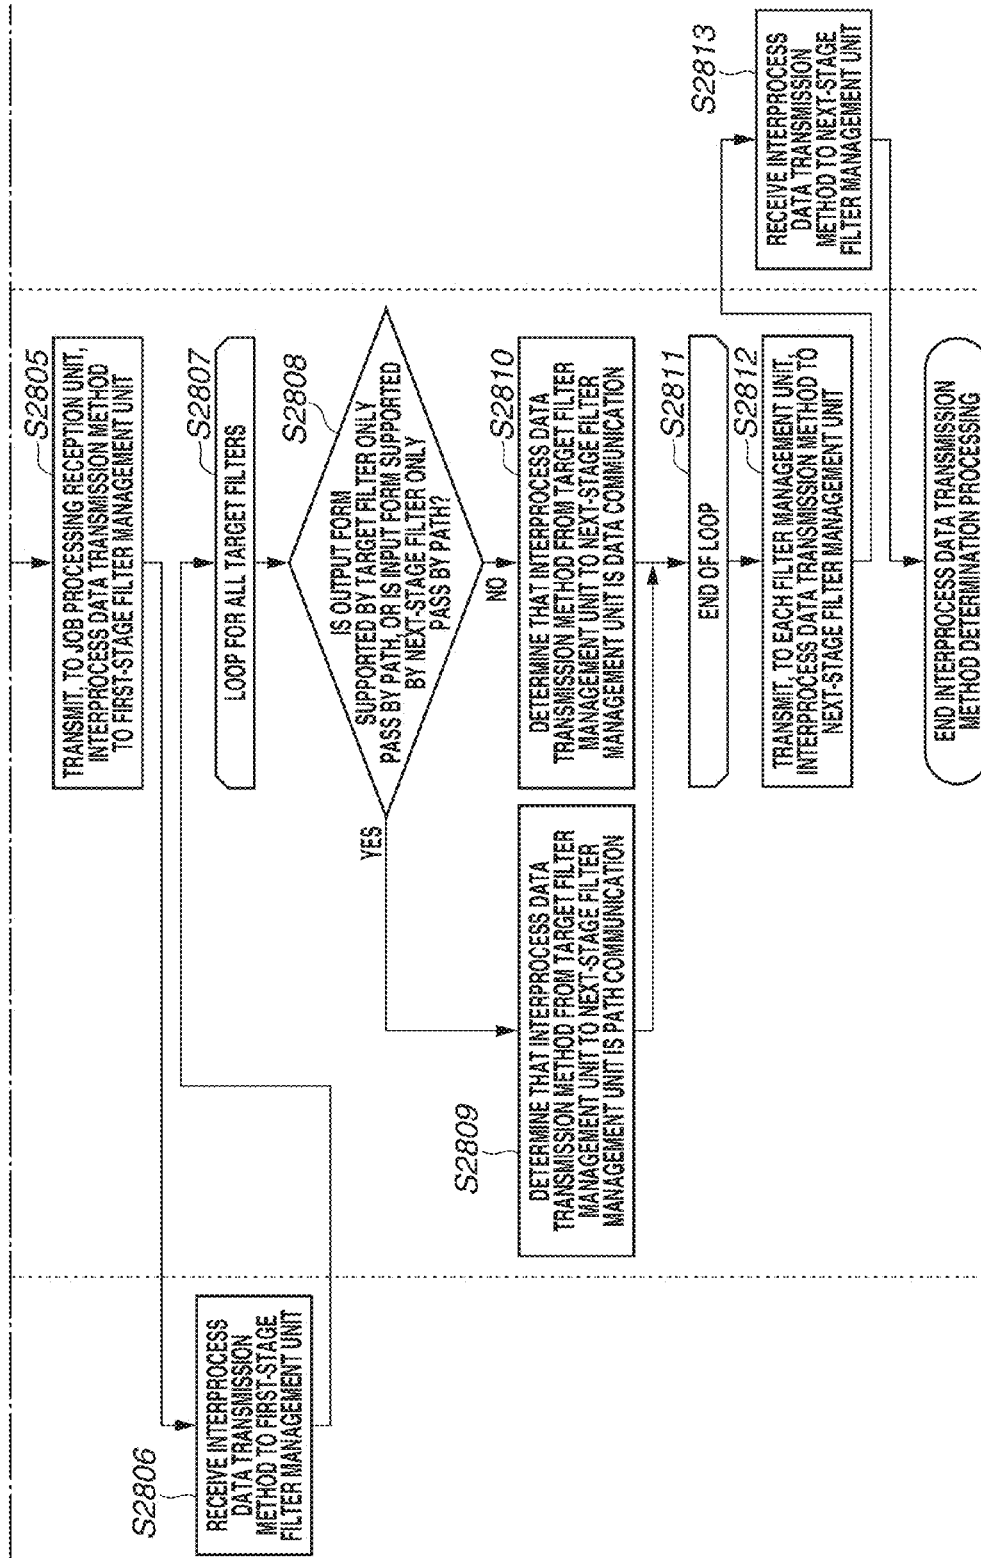 S2805
TRANSMIT, TO JOB PROCESSING RECEPTION UNIT,
INTERPROCESS DATA TRANSMISSION METHOD
TO FIRST-STAGE FILTER MANAGEMENT UNIT
S2806
RECEIVE INTERPROCESS
DATA TRANSMISSION
METHOD TO FIRST-STAGE
FILTER MANAGEMENT UNIT
S2807
LOOP FOR ALL TARGET FILTERS
S2808
IS OUTPUT FORM
SUPPORTED BY TARGET FILTER ONLY
PASS BY PATH, OR IS INPUT FORM SUPPORTED
BY NEXT-STAGE FILTER ONLY
PASS BY PATH?
YES
NO
S2809
DETERMINE THAT INTERPROCESS DATA
TRANSMISSION METHOD FROM TARGET FILTER
MANAGEMENT UNIT TO NEXT-STAGE FILTER
MANAGEMENT UNIT IS PATH COMMUNICATION
S2810
DETERMINE THAT INTERPROCESS DATA
TRANSMISSION METHOD FROM TARGET FILTER
MANAGEMENT UNIT TO NEXT-STAGE FILTER
MANAGEMENT UNIT IS DATA COMMUNICATION
S2811
END OF LOOP
S2812
TRANSMIT, TO EACH FILTER MANAGEMENT UNIT,
INTERPROCESS DATA TRANSMISSION METHOD TO
NEXT-STAGE FILTER MANAGEMENT UNIT
S2813
RECEIVE INTERPROCESS
DATA TRANSMISSION
METHOD TO NEXT-STAGE
FILTER MANAGEMENT UNIT
END INTERPROCESS DATA TRANSMISSION
METHOD DETERMINATION PROCESSING